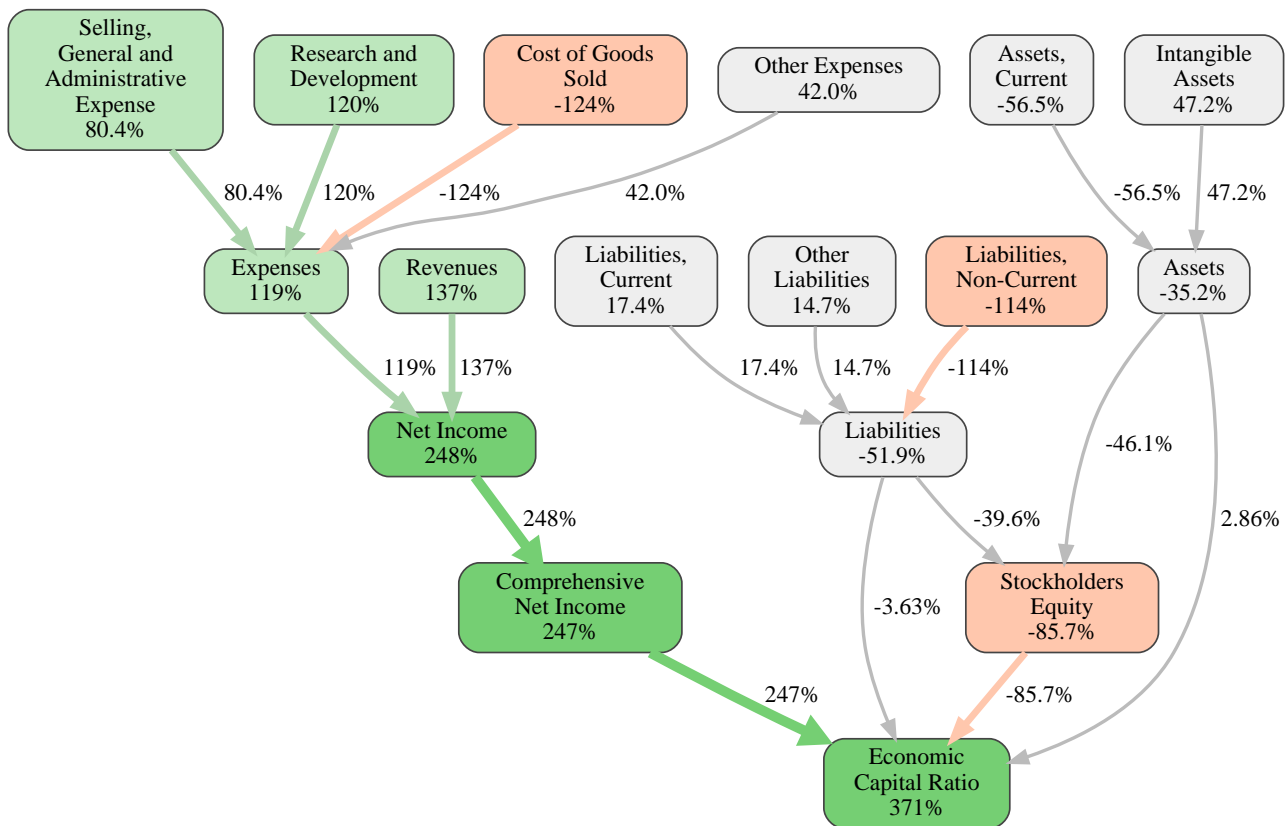 Selling,
General and
Administrative
Expense
80.4%
Research and
Development
120%
Cost of Goods
Sold
-124%
Other Expenses
42.0%
Assets,
Current
-56.5%
Intangible
Assets
47.2%
80.4%
120%
-124%
42.0%
-56.5%
47.2%
Expenses
119%
Revenues
137%
Liabilities,
Current
17.4%
Other
Liabilities
14.7%
Liabilities,
Non-Current
-114%
Assets
-35.2%
119%
137%
17.4%
14.7%
-114%
Net Income
248%
Liabilities
-51.9%
-46.1%
248%
-39.6%
2.86%
Comprehensive
Net Income
247%
-3.63%
Stockholders
Equity
-85.7%
247%
-85.7%
Economic
Capital Ratio
371%